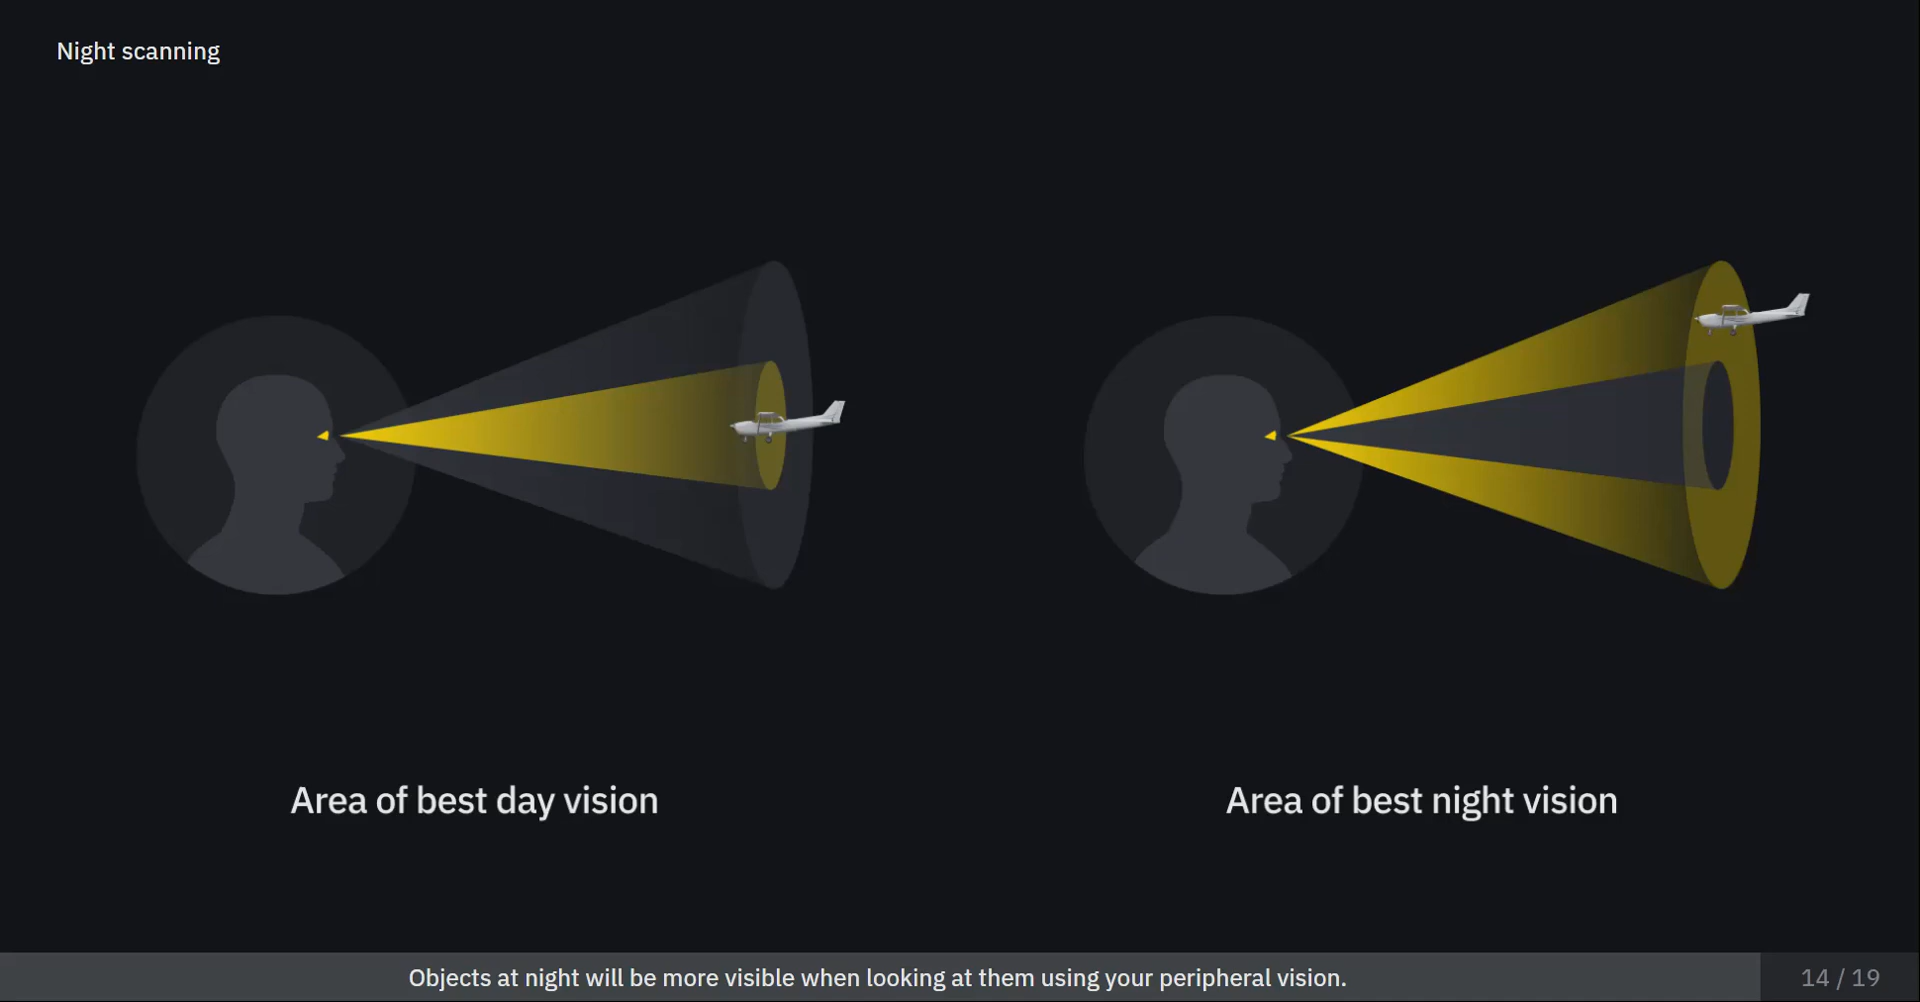 Night scanning
Area of best day vision
Area of best night vision
Objects at night will be more visible when looking at them using your peripheral vision.
14 / 19